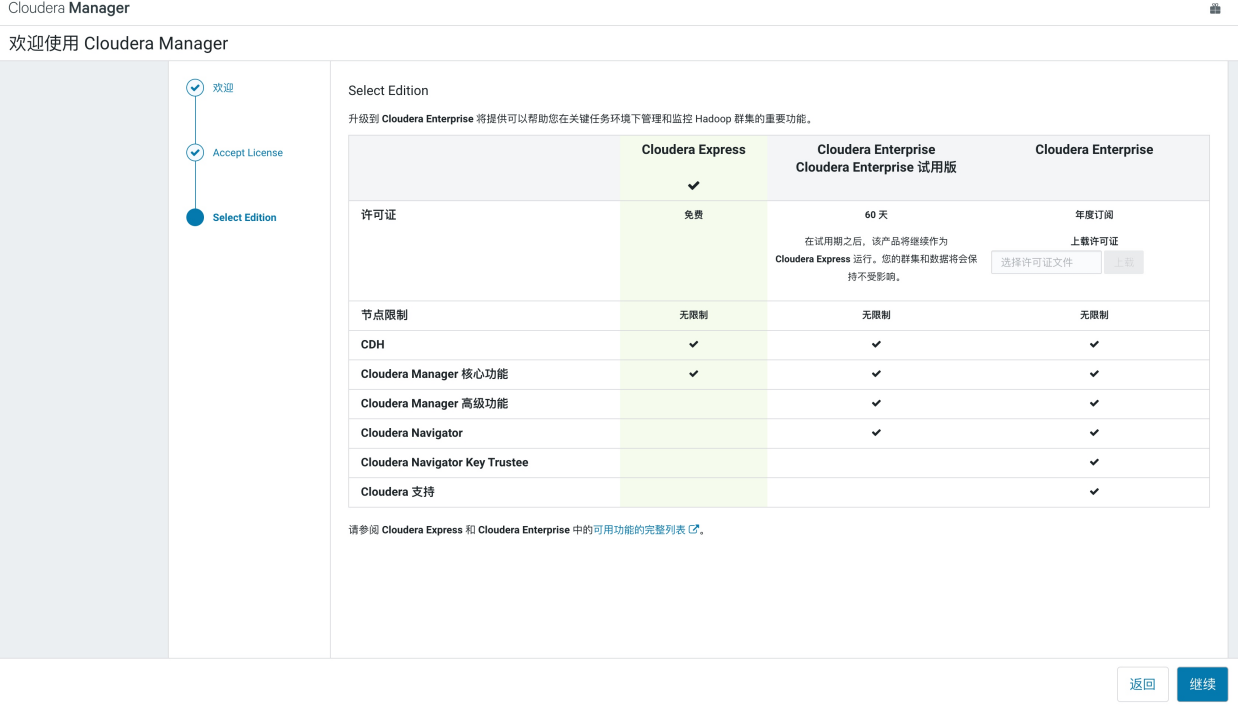 Cloudera Manager
欢迎使用 Cloudera Manager
欢迎
Accept License
Select Edition
Select Edition
升级到 Cloudera Enterprise 将提供可以帮助您在关键任务环境下管理和监控 Hadoop 群集的重要功能。
Cloudera Express
Cloudera Enterprise
Cloudera Enterprise 试用版
Cloudera Enterprise
许可证
免费
60 天
在试用期之后，该产品将继续作为
Cloudera Express 运行。您的群集和数据将会保
持不受影响。
年度订阅
上载许可证
选择许可证文件
上载
节点限制
无限制
无限制
无限制
CDH
Cloudera Manager 核心功能
Cloudera Manager 高级功能
Cloudera Navigator
Cloudera Navigator Key Trustee
Cloudera 支持
请参阅 Cloudera Express 和 Cloudera Enterprise 中的可用功能的完整列表。
返回
继续